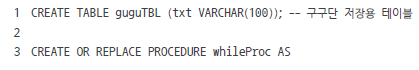 1 CREATE TABLE guguTBL (txt VARCHAR(100)); -- 구구단 저장용 테이블
2
3 CREATE OR REPLACE PROCEDURE whileProc AS